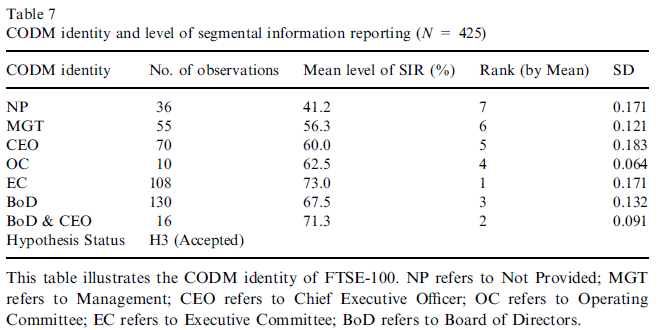 Table 7
CODM identity and level of segmental information reporting (N = 425)
CODM identity No. of observations Mean level of SIR (%) Rank (by Mean) SD
NP 36 41.2 7 0.171
MGT 55 56.3 6 0.121
CEO 70 60.0 5 0.183
OC 10 62.5 4 0.064
EC 108 73.0 1 0.171
BoD 130 67.5 3 0.132
BoD & CEO 16 71.3 2 0.091
Hypothesis Status H3 (Accepted)
This table illustrates the CODM identity of FTSE-100. NP refers to Not Provided; MGT
refers to Management; CEO refers to Chief Executive Officer; OC refers to Operating
Committee; EC refers to Executive Committee; BoD refers to Board of Directors.